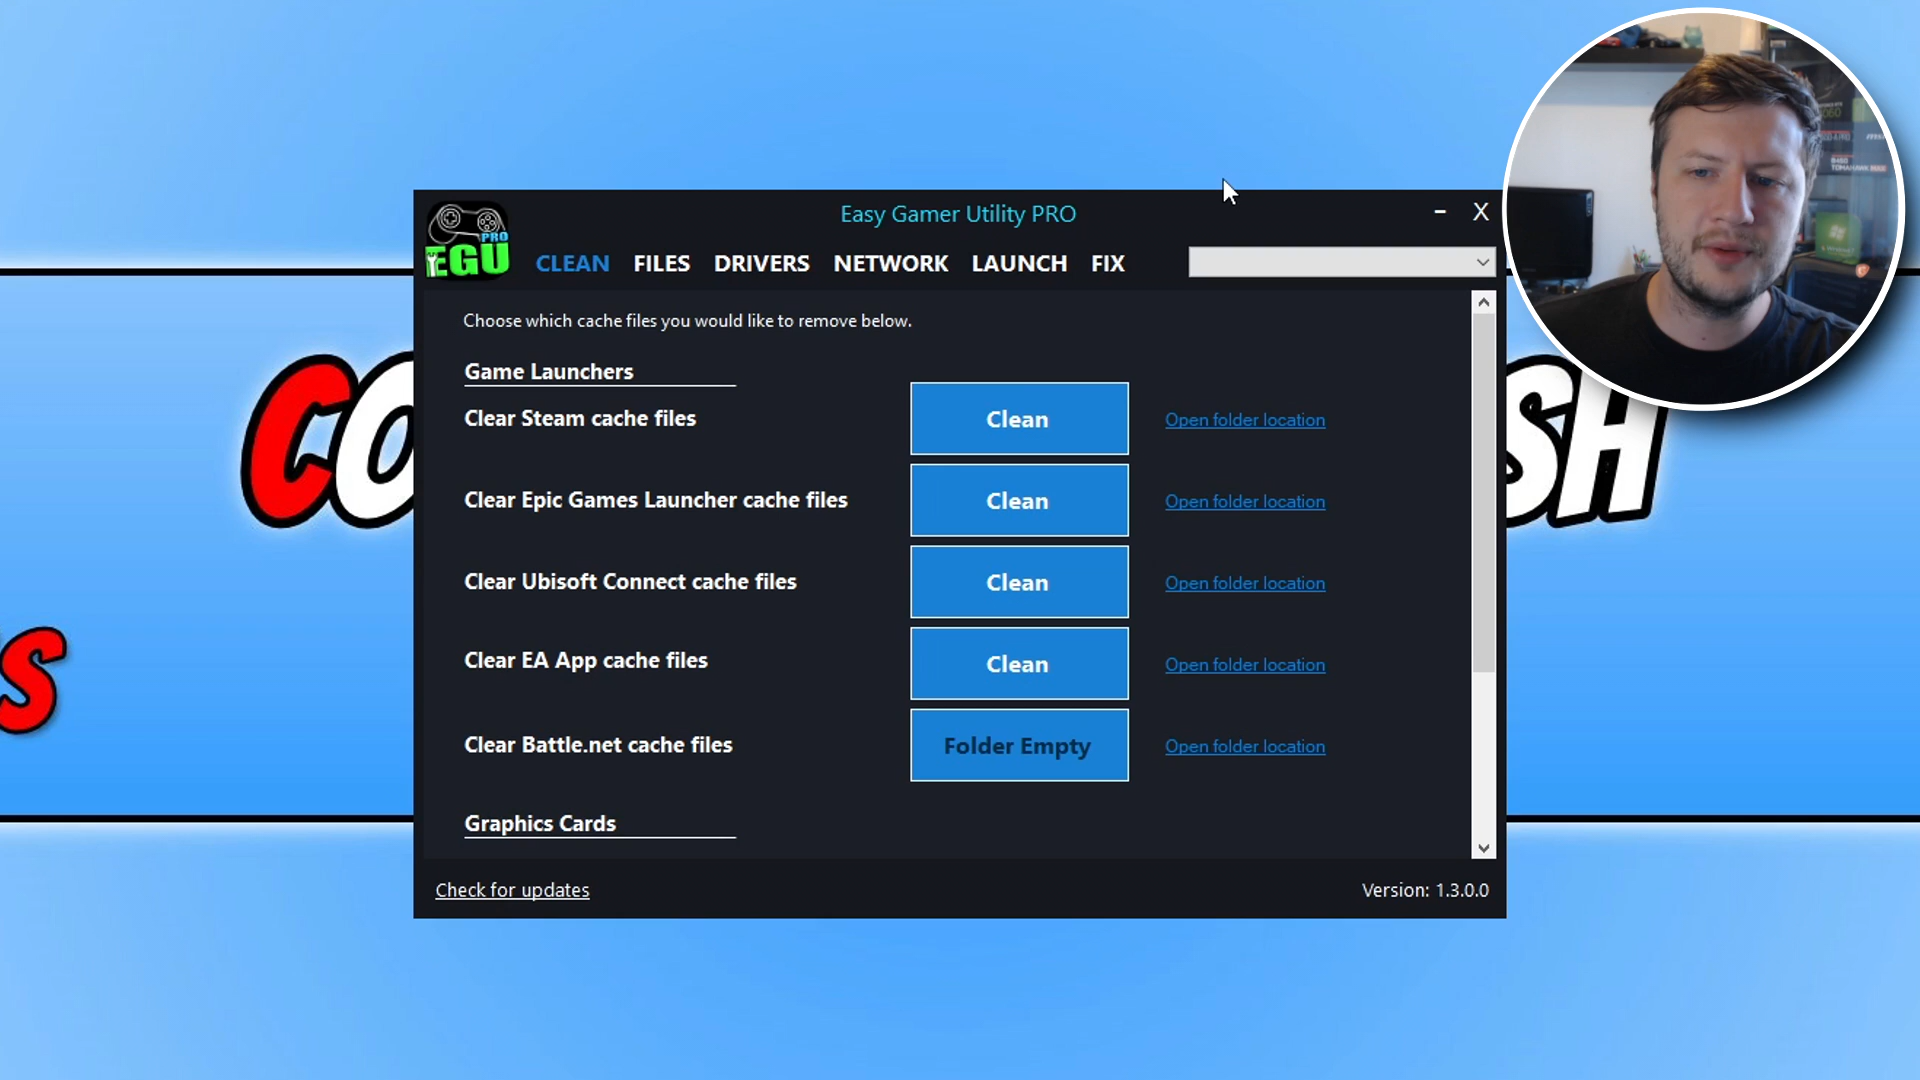 Easy Gamer Utility PRO
- X
PRO
EGU
CLEAN FILES DRIVERS NETWORK LAUNCH FIX
Choose which cache files you would like to remove below.
Game Launchers
Clear Steam cache files Clean Open folder location
Clear Epic Games Launcher cache files Clean Open folder location
Clear Ubisoft Connect cache files Clean Open folder location
Clear EA App cache files Clean Open folder location
Clear Battle.net cache files Folder Empty Open folder location
Graphics Cards
Check for updates Version: 1.3.0.0
CO
SH
S